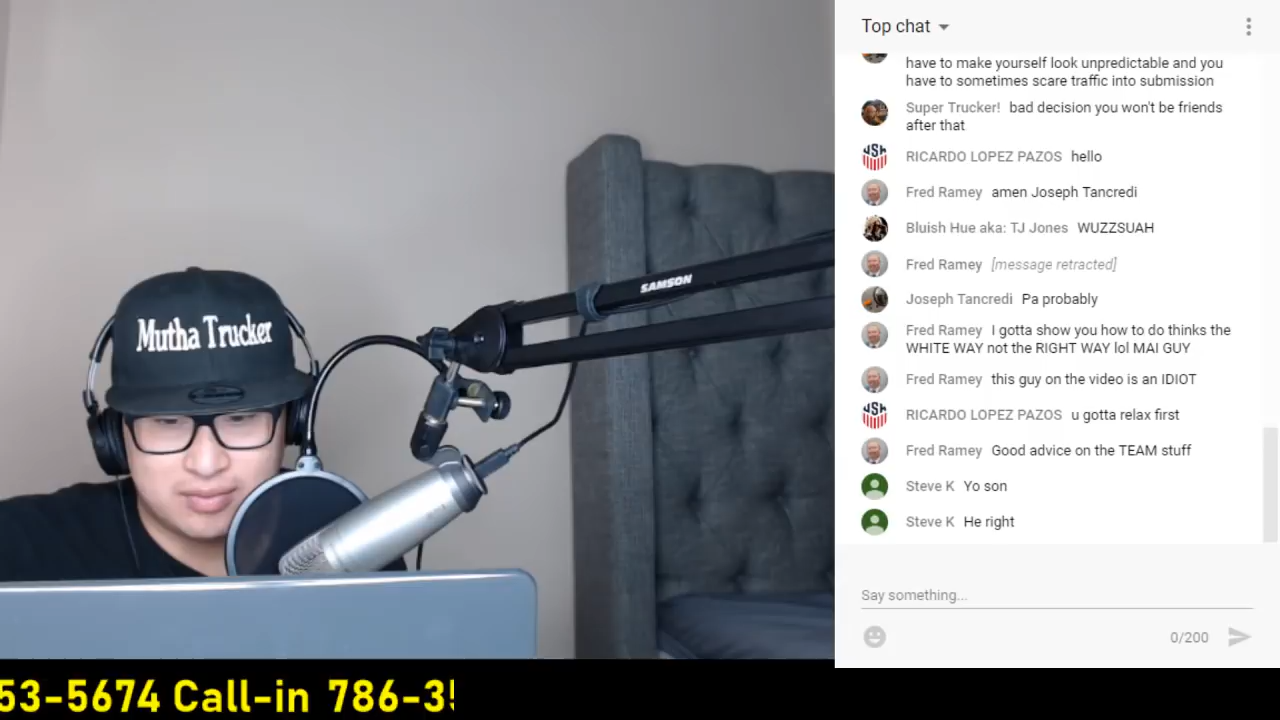 Mutha Trucker
SAMSON
53-5674 Call-in 786-35
Top chat
have to make yourself look unpredictable and you
have to sometimes scare traffic into submission
Super Trucker! bad decision you won't be friends
after that
RICARDO LOPEZ PAZOS hello
Fred Ramey amen Joseph Tancredi
Bluish Hue aka: TJ Jones WUZZSUAH
Fred Ramey [message retracted]
Joseph Tancredi Pa probably
Fred Ramey I gotta show you how to do thinks the
WHITE WAY not the RIGHT WAY lol MAI GUY
Fred Ramey this guy on the video is an IDIOT
RICARDO LOPEZ PAZOS u gotta relax first
Fred Ramey Good advice on the TEAM stuff
Steve K Yo son
Steve K He right
Say something...
0/200